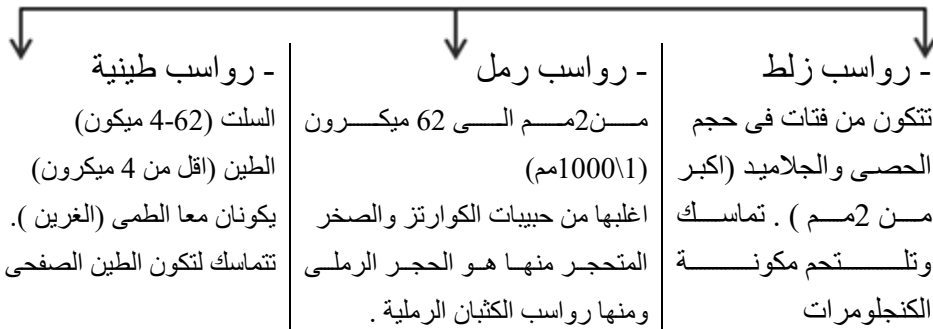 - رواسب زلط
تتكون من فتات فى حجم
الحصى والجلاميد (اكبر
من 2مم ) . تماسك
وتلتحم مكونة
الكنجلومرات
- رواسب رمل
من2مم الى 62 ميكرون
(1\1000مم)
اغلبها من حبيبات الكوارتز والصخر
المتحجر منها هو الحجر الرملى
ومنها رواسب الكثبان الرملية .
- رواسب طينية
السلت (62-4 ميكون)
الطين (اقل من 4 ميكرون)
يكونان معا الطمى (الغرين ).
تتماسك لتكون الطين الصفحى